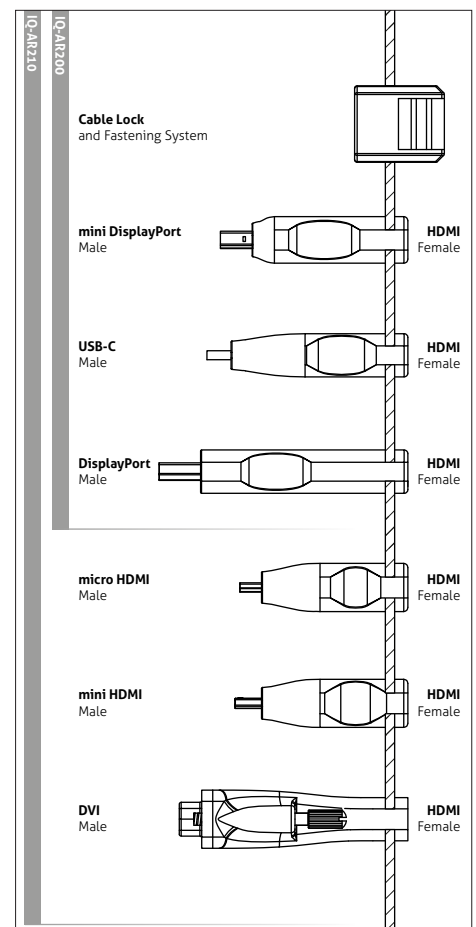 IQ-AR210
IQ-AR200
Cable Lock
and Fastening System
mini DisplayPort
Male
HDMI
Female
USB-C
Male
HDMI
Female
DisplayPort
Male
HDMI
Female
micro HDMI
Male
HDMI
Female
mini HDMI
Male
HDMI
Female
DVI
Male
HDMI
Female